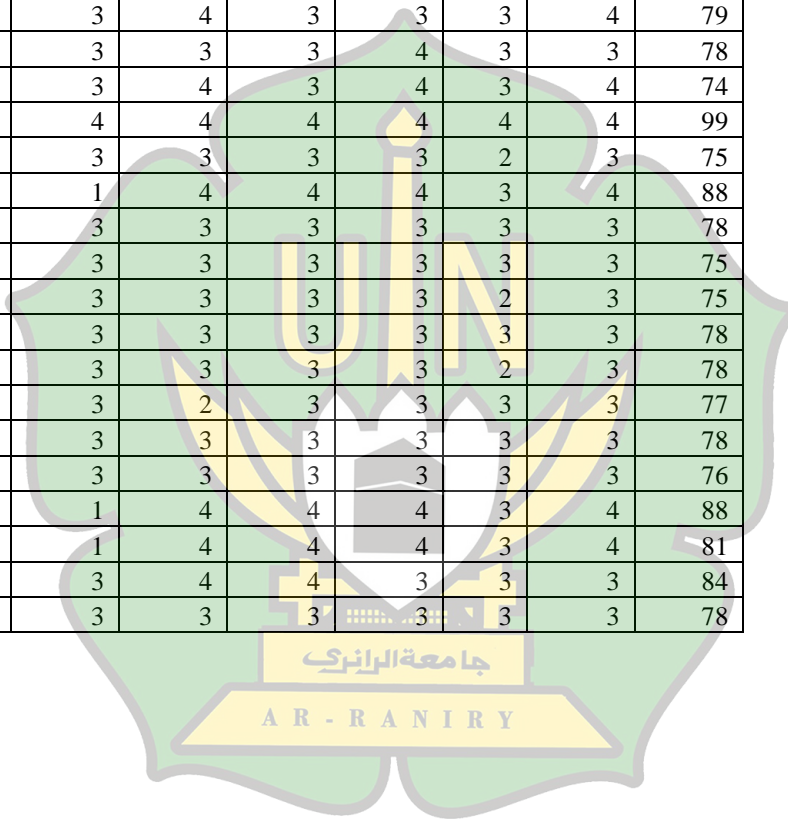 3 4 3 3 3 4 79
3 3 3 4 3 3 78
3 4 3 4 3 4 74
4 4 4 4 4 4 99
3 3 3 3 2 3 75
1 4 4 4 3 4 88
3 3 3 3 3 3 78
3 3 3 3 3 3 75
3 3 3 3 2 3 75
3 3 3 3 3 3 78
3 3 3 3 2 3 78
3 2 3 3 3 3 77
3 3 3 3 3 3 78
3 3 3 3 3 3 76
1 4 4 4 3 4 88
1 4 4 4 3 4 81
3 4 4 3 3 3 84
3 3 3 3 3 3 78
UIN
جامعة الرانري
AR-RANIRY